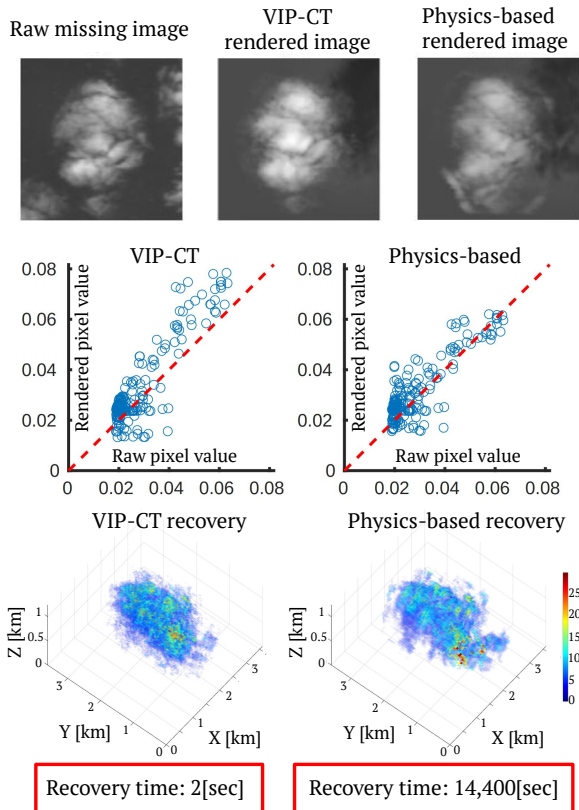 Raw missing image
VIP-CT
rendered image
Physics-based
rendered image
VIP-CT
Physics-based
0.08
0.06
0.04
0.02
0
Rendered pixel value
Raw pixel value
0 0.02 0.04 0.06 0.08
0.08
0.06
0.04
0.02
0
Rendered pixel value
Raw pixel value
0 0.02 0.04 0.06 0.08
VIP-CT recovery
Physics-based recovery
Z [km]
1
0.5
0
3
2
1
0
Y [km]
0
1
2
3
X [km]
Z [km]
1
0.5
0
3
2
1
0
Y [km]
0
1
2
3
X [km]
30
25
20
15
10
5
0
Recovery time: 2[sec]
Recovery time: 14,400[sec]